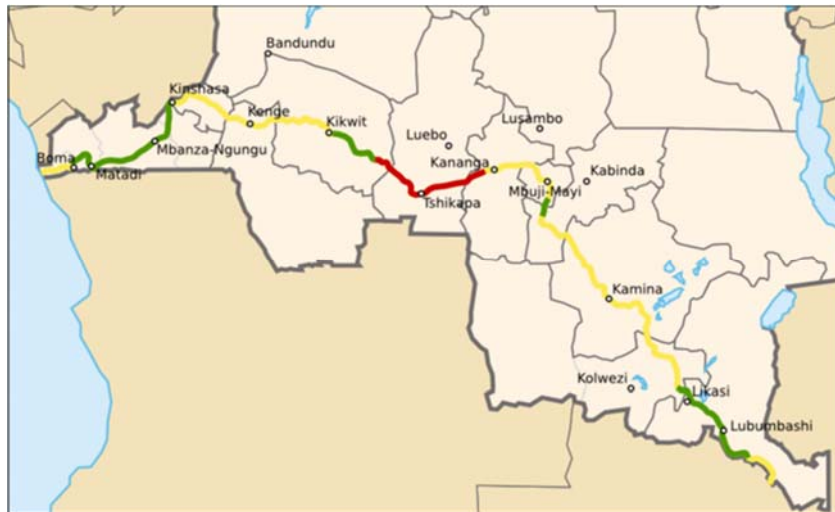 Bandundu
Kinshasa
Kenge
Kikwit
Luebo
Lusambo
Mbanza-Ngungu
Boma
Matadi
Kananga
Kabinda
Mbuji-Mayi
Tshikapa
Kamina
Kolwezi
Likasi
Lubumbashi